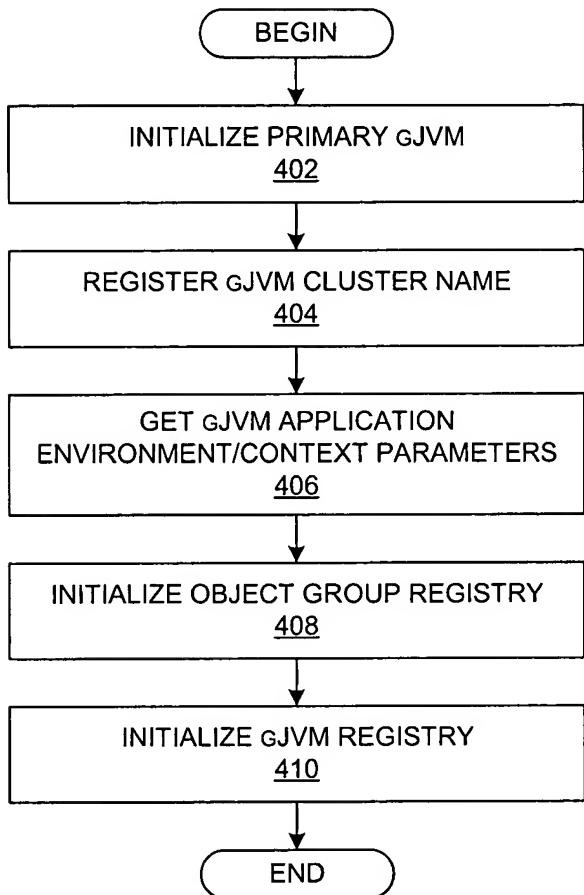 BEGIN
INITIALIZE PRIMARY GJVM
402
REGISTER GJVM CLUSTER NAME
404
GET GJVM APPLICATION
ENVIRONMENT/CONTEXT PARAMETERS
406
INITIALIZE OBJECT GROUP REGISTRY
408
INITIALIZE GJVM REGISTRY
410
END